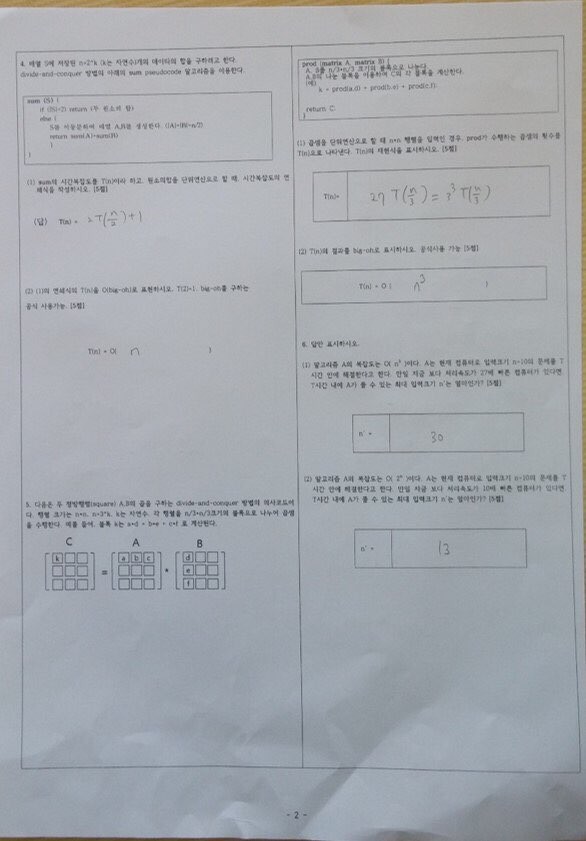 4. 배열 S에 저장된 n=2^k (k는 자연수)개의 데이타의 합을 구하려고 한다.
divide-and-conquer 방법의 아래의 sum pseudocode 알고리즘을 이용한다.
sum (S) {
if (|S|=2) return (두 원소의 합)
else {
S를 이등분하여 배열 A,B를 생성한다. (|A|=|B|=n/2)
return sum(A)+sum(B)
}
}
(1) sum의 시간복잡도를 T(n)이라 하고, 원소의합을 단위연산으로 할 때, 시간복잡도의 연
쇄식을 작성하시오. [5점]
(답) T(n) = 2T(n/2)+1
(2) (1)의 연쇄식의 T(n)을 O(big-oh)로 표현하시오. T(2)=1. big-oh를 구하는
공식 사용가능. [5점]
T(n) = O( n )
5. 다음은 두 정방행렬(square) A,B의 곱을 구하는 divide-and-conquer 방법의 의사코드이
다. 행렬 크기는 n*n, n=3^k, k는 자연수. 각 행렬을 n/3*n/3크기의 블록으로 나누어 곱셈
을 수행한다. 예를 들어, 블록 k는 a*d + b*e + c*f 로 계산된다.
C A B
k a b c d
= *
e
f
prod (matrix A, matrix B) {
A, B를 n/3*n/3 크기의 블록으로 나눈다.
A,B의 나눈 블록을 이용하여 C의 각 블록을 계산한다.
(예)
k = prod(a,d) + prod(b,e) + prod(c,f);
return C
}
(1) 곱셈을 단위연산으로 할 때 n*n 행렬을 입력인 경우, prod가 수행하는 곱셈의 횟수를
T(n)으로 나타낸다. T(n)의 재현식을 표시하시오. [5점]
T(n)= 27 T(n/3) = 3^3 T(n/3)
(2) T(n)의 결과를 big-oh로 표시하시오. 공식사용 가능 [5점]
T(n) = O ( n^3 )
6. 답만 표시하시오.
(1) 알고리즘 A의 복잡도는 O( n^3 )이다. A는 현재 컴퓨터로 입력크기 n=10의 문제를 T
시간 안에 해결한다고 한다. 만일 지금 보다 처리속도가 27배 빠른 컴퓨터가 있다면
T시간 내에 A가 풀 수 있는 최대 입력크기 n'는 얼마인가? [5점]
n' = 30
(2) 알고리즘 A의 복잡도는 O( 2^n )이다. A는 현재 컴퓨터로 입력크기 n=10의 문제를 T
시간 안에 해결한다고 한다. 만일 지금 보다 처리속도가 10배 빠른 컴퓨터가 있다면
T시간 내에 A가 풀 수 있는 최대 입력크기 n'는 얼마인가? [5점]
n' = 13
- 2 -